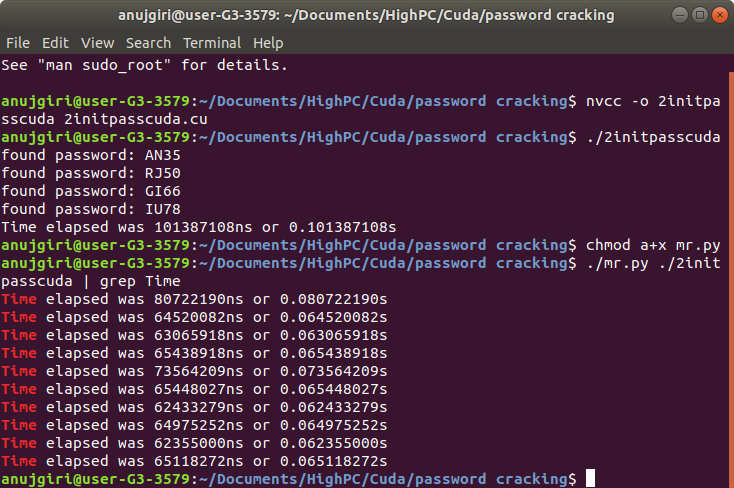 anujgiri@user-G3-3579: ~/Documents/HighPC/Cuda/password cracking
File Edit View Search Terminal Help
See "man sudo_root" for details.
anujgiri@user-G3-3579:~/Documents/HighPC/Cuda/password cracking$ nvcc -o 2initpa
sscuda 2initpasscuda.cu
anujgiri@user-G3-3579:~/Documents/HighPC/Cuda/password cracking$ ./2initpasscuda
found password: AN35
found password: RJ50
found password: GI66
found password: IU78
Time elapsed was 101387108ns or 0.101387108s
anujgiri@user-G3-3579:~/Documents/HighPC/Cuda/password cracking$ chmod a+x mr.py
anujgiri@user-G3-3579:~/Documents/HighPC/Cuda/password cracking$ ./mr.py ./2init
passcuda | grep Time
Time elapsed was 80722190ns or 0.080722190s
Time elapsed was 64520082ns or 0.064520082s
Time elapsed was 63065918ns or 0.063065918s
Time elapsed was 65438918ns or 0.065438918s
Time elapsed was 73564209ns or 0.073564209s
Time elapsed was 65448027ns or 0.065448027s
Time elapsed was 62433279ns or 0.062433279s
Time elapsed was 64975252ns or 0.064975252s
Time elapsed was 62355000ns or 0.062355000s
Time elapsed was 65118272ns or 0.065118272s
anujgiri@user-G3-3579:~/Documents/HighPC/Cuda/password cracking$